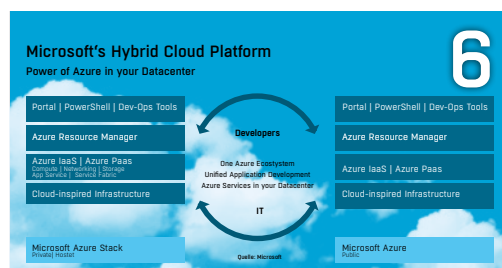 Microsoft's Hybrid Cloud Platform
Power of Azure in your Datacenter
6
Portal | PowerShell | Dev-Ops Tools
Azure Resource Manager
Azure IaaS | Azure Paas
Compute | Networking | Storage
App Service | Service Fabric
Cloud-inspired Infrastructure
Microsoft Azure Stack
Private| Hostet
Developers
One Azure Ecosystem
Unified Application Development
Azure Services in your Datacenter
IT
Quelle: Microsoft
Portal | PowerShell | Dev-Ops Tools
Azure Resource Manager
Azure IaaS | Azure Paas
Cloud-inspired Infrastructure
Microsoft Azure
Public